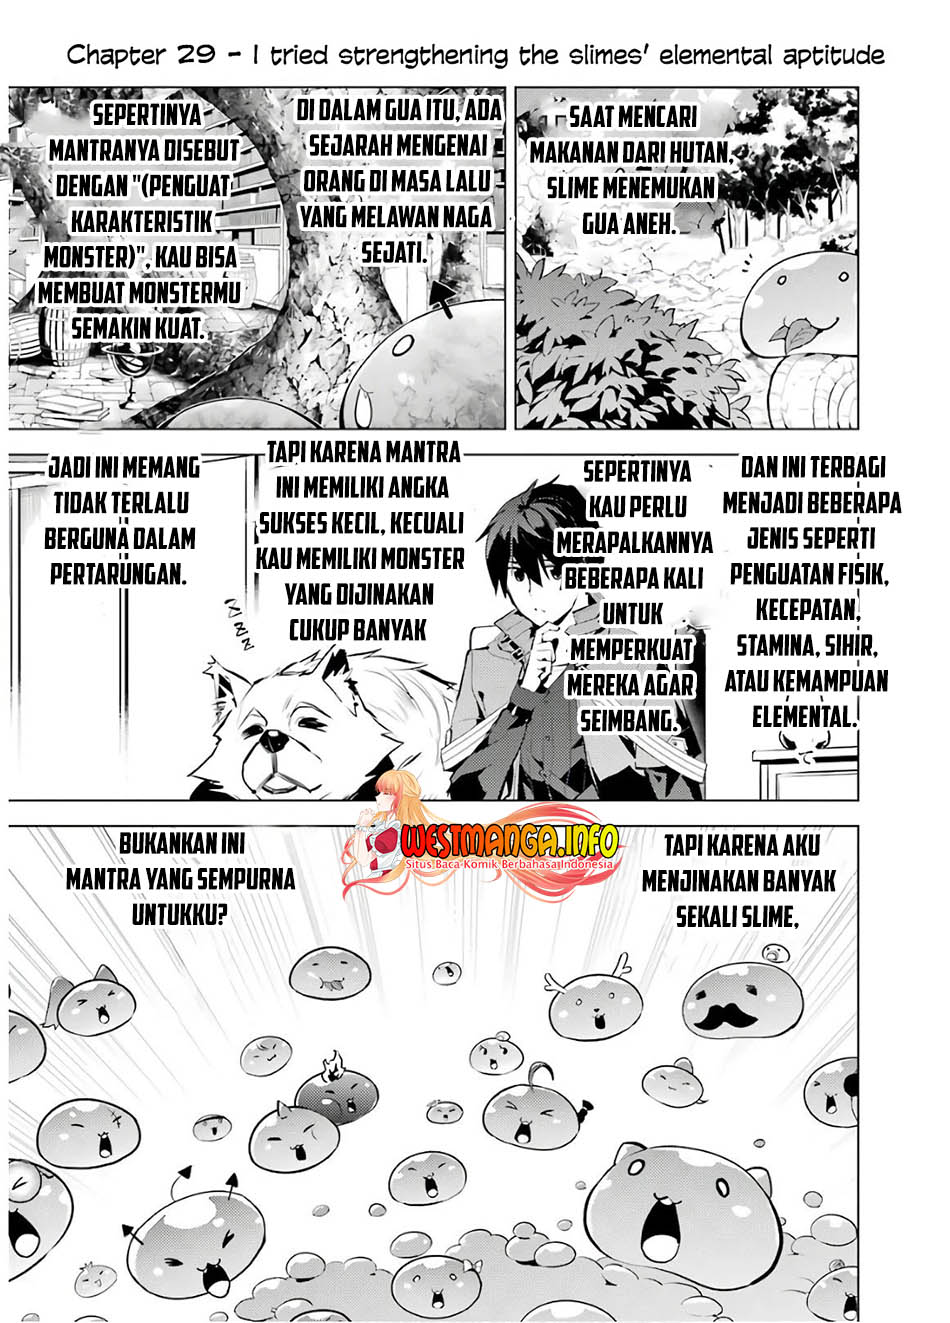 Chapter 29 - I tried strengthening the slimes' elemental aptitude
SAAT MENCARI
MAKANAN DARI HUTAN,
SLIME MENEMUKAN
GUA ANEH.
DI DALAM GUA ITU, ADA
SEJARAH MENGENAI
ORANG DI MASA LALU
YANG MELAWAN NAGA
SEJATI.
SEPERTINYA
MANTRANYA DISEBUT
DENGAN "(PENGUAT
KARAKTERISTIK
MONSTER)", KAU BISA
MEMBUAT MONSTERMU
SEMAKIN KUAT.
DAN INI TERBAGI
MENJADI BEBERAPA
JENIS SEPERTI
PENGUATAN FISIK,
KECEPATAN,
STAMINA, SIHIR,
ATAU KEMAMPUAN
ELEMENTAL.
SEPERTINYA
KAU PERLU
MERAPALKANNYA
BEBERAPA KALI
UNTUK
MEMPERKUAT
MEREKA AGAR
SEIMBANG.
TAPI KARENA MANTRA
INI MEMILIKI ANGKA
SUKSES KECIL, KECUALI
KAU MEMILIKI MONSTER
YANG DIJINAKAN
CUKUP BANYAK
JADI INI MEMANG
TIDAK TERLALU
BERGUNA DALAM
PERTARUNGAN.
ZZZZ
TAPI KARENA AKU
MENJINAKAN BANYAK
SEKALI SLIME,
BUKANKAN INI
MANTRA YANG SEMPURNA
UNTUKKU?
WESTMANGA.INFO
Situs Baca Komik Berbahasa Indonesia